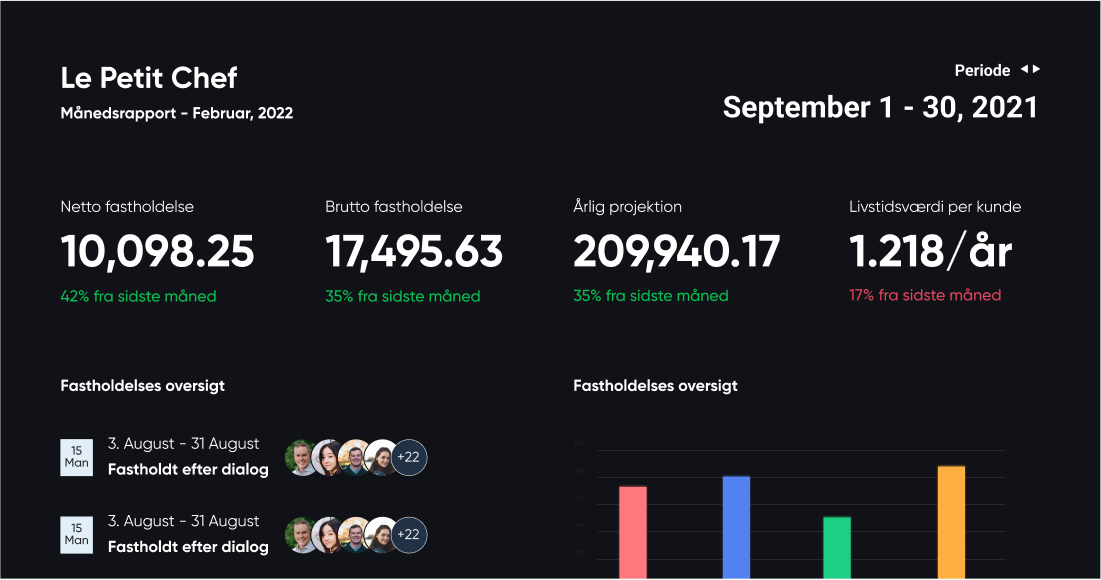 Le Petit Chef
Månedsrapport - Februar, 2022
Periode
September 1 - 30, 2021
Netto fastholdelse
10,098.25
42% fra sidste måned
Brutto fastholdelse
17,495.63
35% fra sidste måned
Årlig projektion
209,940.17
35% fra sidste måned
Livstidsværdi per kunde
1.218/år
17% fra sidste måned
Fastholdelses oversigt
15
Man
3. August - 31 August
Fastholdt efter dialog
+22
15
Man
3. August - 31 August
Fastholdt efter dialog
+22
Fastholdelses oversigt